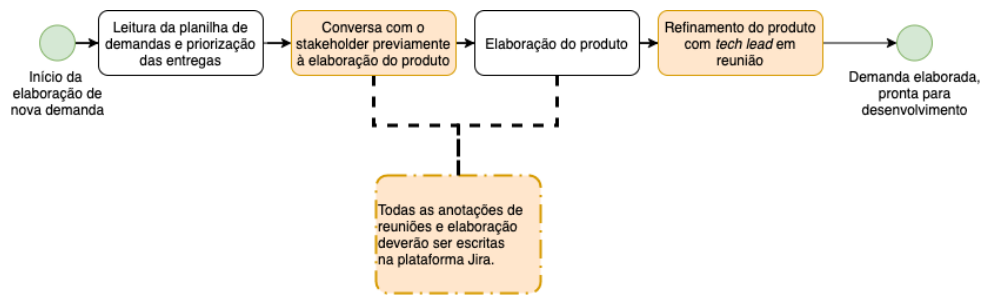 Início da
elaboração de
nova demanda
Leitura da planilha de
demandas e priorização
das entregas
Conversa com o
stakeholder previamente
à elaboração do produto
Elaboração do produto
Refinamento do produto
com tech lead em
reunião
Demanda elaborada,
pronta para
desenvolvimento
Todas as anotações de
reuniões e elaboração
deverão ser escritas
na plataforma Jira.